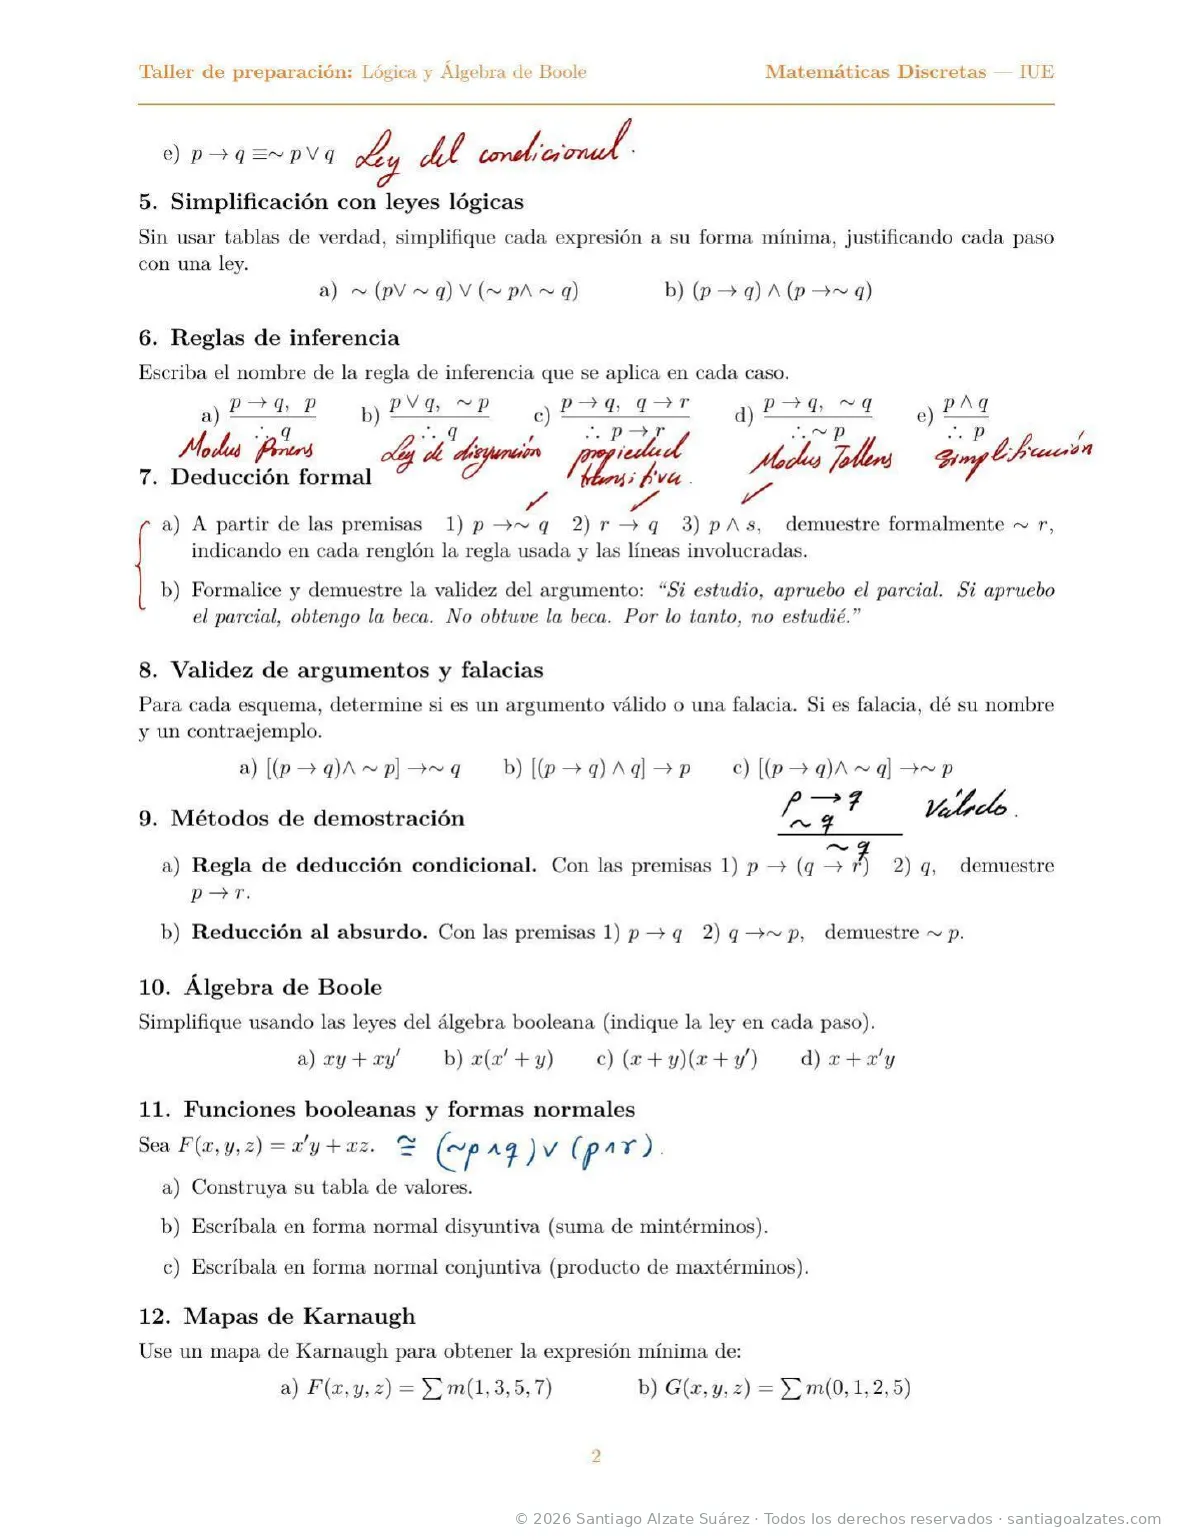 Taller de preparación: Lógica y Álgebra de Boole Matemáticas Discretas — IUE
e) p → q ≡∼ p ∨ q Ley del condicional.
5. Simplificación con leyes lógicas
Sin usar tablas de verdad, simplifique cada expresión a su forma mínima, justificando cada paso
con una ley.
a) ∼ (p∨ ∼ q) ∨ (∼ p∧ ∼ q) b) (p → q) ∧ (p →∼ q)
6. Reglas de inferencia
Escriba el nombre de la regla de inferencia que se aplica en cada caso.
a) p → q, p b) p ∨ q, ∼ p c) p → q, q → r d) p → q, ∼ q e) p ∧ q
∴ q ∴ q ∴ p → r ∴∼ p ∴ p
Modus Ponens Ley de disyunción propiedad transitiva. Modus Tollens Simplificación
7. Deducción formal
a) A partir de las premisas 1) p →∼ q 2) r → q 3) p ∧ s, demuestre formalmente ∼ r,
indicando en cada renglón la regla usada y las líneas involucradas.
b) Formalice y demuestre la validez del argumento: “Si estudio, apruebo el parcial. Si apruebo
el parcial, obtengo la beca. No obtuve la beca. Por lo tanto, no estudié.”
8. Validez de argumentos y falacias
Para cada esquema, determine si es un argumento válido o una falacia. Si es falacia, dé su nombre
y un contraejemplo.
a) [(p → q)∧ ∼ p] →∼ q b) [(p → q) ∧ q] → p c) [(p → q)∧ ∼ q] →∼ p
p → q Válido.
∼ q
∼ q
9. Métodos de demostración
a) Regla de deducción condicional. Con las premisas 1) p → (q → r) 2) q, demuestre
p → r.
b) Reducción al absurdo. Con las premisas 1) p → q 2) q →∼ p, demuestre ∼ p.
10. Álgebra de Boole
Simplifique usando las leyes del álgebra booleana (indique la ley en cada paso).
a) xy + xy′ b) x(x′ + y) c) (x + y)(x + y′) d) x + x′y
11. Funciones booleanas y formas normales
Sea F(x, y, z) = x′y + xz. ≅ (∼p ∧ q) ∨ (p ∧ r).
a) Construya su tabla de valores.
b) Escríbala en forma normal disyuntiva (suma de mintérminos).
c) Escríbala en forma normal conjuntiva (producto de maxtérminos).
12. Mapas de Karnaugh
Use un mapa de Karnaugh para obtener la expresión mínima de:
a) F(x, y, z) = ∑ m(1, 3, 5, 7) b) G(x, y, z) = ∑ m(0, 1, 2, 5)
2
© 2026 Santiago Alzate Suárez · Todos los derechos reservados · santiagoalzates.com